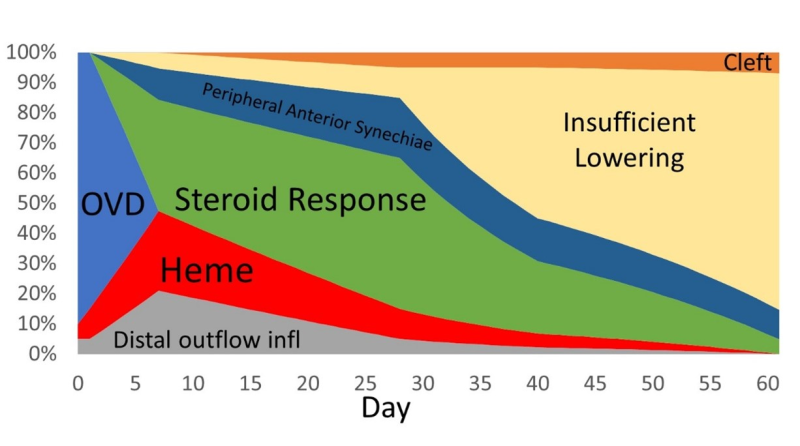 100%
90%
80%
70%
60%
50%
40%
30%
20%
10%
0%
Cleft
Insufficient
Lowering
Peripheral Anterior Synechiae
OVD
Steroid Response
Heme
Distal outflow infl
0 5 10 15 20 25 30 35 40 45 50 55 60
Day